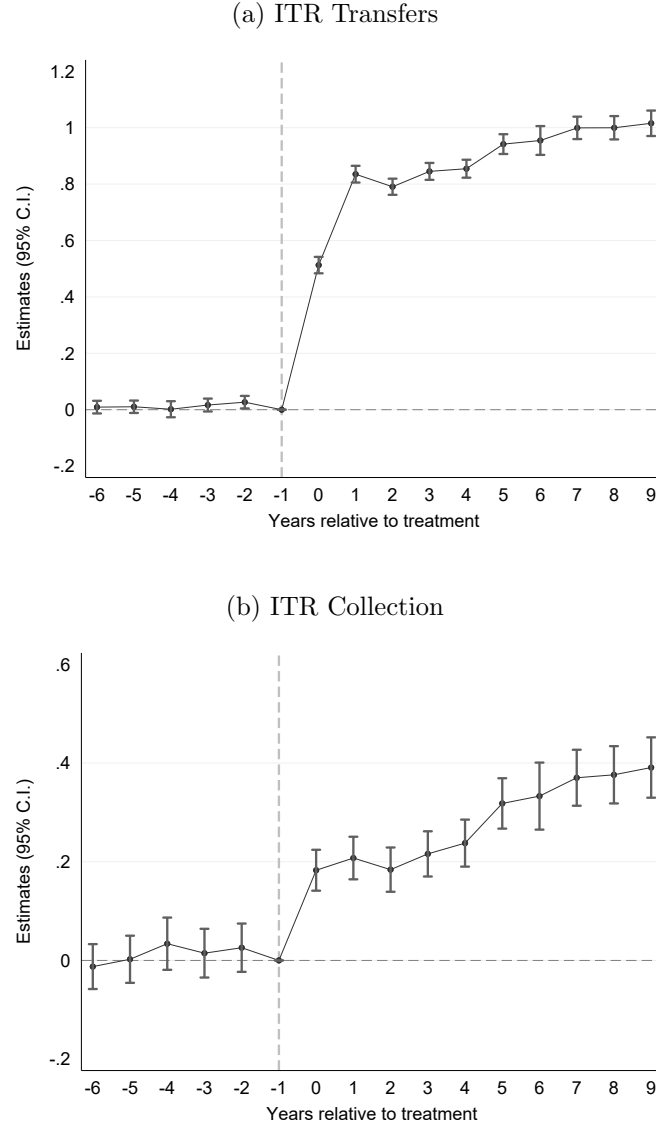 (a) ITR Transfers
1.2
1
.8
.6
.4
.2
0
-.2
Estimates (95% C.I.)
-6 -5 -4 -3 -2 -1 0 1 2 3 4 5 6 7 8 9
Years relative to treatment
(b) ITR Collection
.6
.4
.2
0
-.2
Estimates (95% C.I.)
-6 -5 -4 -3 -2 -1 0 1 2 3 4 5 6 7 8 9
Years relative to treatment